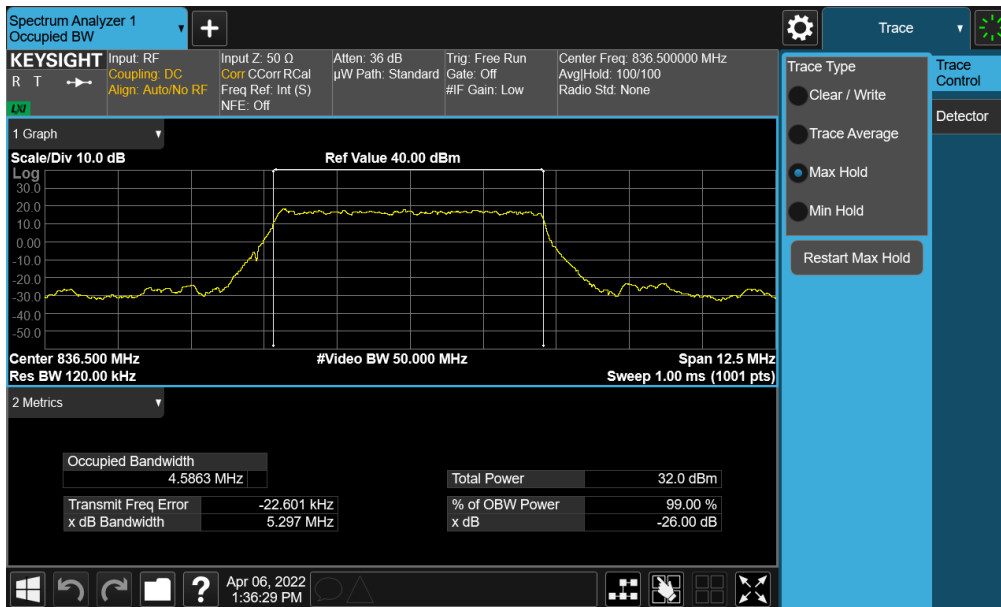 Spectrum Analyzer 1
Occupied BW
▼
+
Trace
▼
KEYSIGHT
R T
LXI
Input: RF
Coupling: DC
Align: Auto/No RF
Input Z: 50 Ω
Corr CCorr RCal
Freq Ref: Int (S)
NFE: Off
Atten: 36 dB
µW Path: Standard
Trig: Free Run
Gate: Off
#IF Gain: Low
Center Freq: 836.500000 MHz
Avg|Hold: 100/100
Radio Std: None
Trace Type
Clear / Write
Trace Average
Max Hold
Min Hold
Restart Max Hold
Trace
Control
Detector
1 Graph ▼
Scale/Div 10.0 dB
Ref Value 40.00 dBm
Log
30.0
20.0
10.0
0.00
-10.0
-20.0
-30.0
-40.0
-50.0
Center 836.500 MHz
Res BW 120.00 kHz
#Video BW 50.000 MHz
Span 12.5 MHz
Sweep 1.00 ms (1001 pts)
2 Metrics ▼
Occupied Bandwidth
4.5863 MHz
Transmit Freq Error -22.601 kHz
x dB Bandwidth 5.297 MHz
Total Power 32.0 dBm
% of OBW Power 99.00 %
x dB -26.00 dB
?
Apr 06, 2022
1:36:29 PM